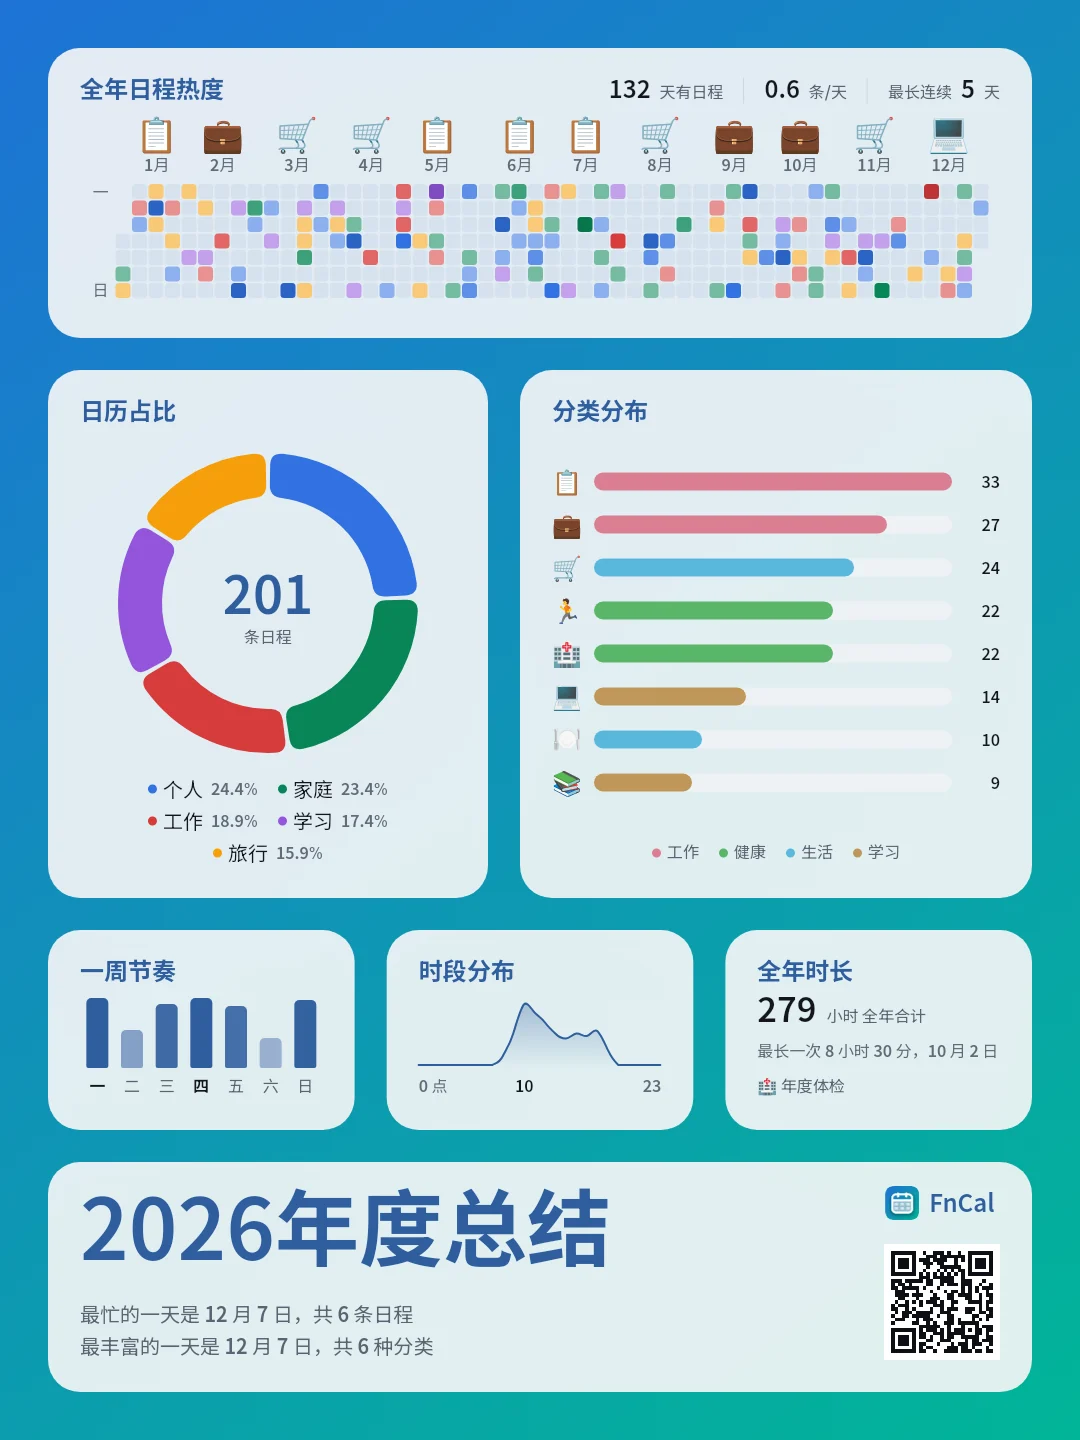 全年日程热度
132 天有日程 0.6 条/天 最长连续 5 天
1月 2月 3月 4月 5月 6月 7月 8月 9月 10月 11月 12月
一
日
日历占比
201
条日程
个人 24.4% 家庭 23.4%
工作 18.9% 学习 17.4%
旅行 15.9%
分类分布
33
27
24
22
22
14
10
9
工作 健康 生活 学习
一周节奏
一 二 三 四 五 六 日
时段分布
0 点 10 23
全年时长
279 小时 全年合计
最长一次 8 小时 30 分，10 月 2 日
年度体检
2026年度总结
最忙的一天是 12 月 7 日，共 6 条日程
最丰富的一天是 12 月 7 日，共 6 种分类
FnCal